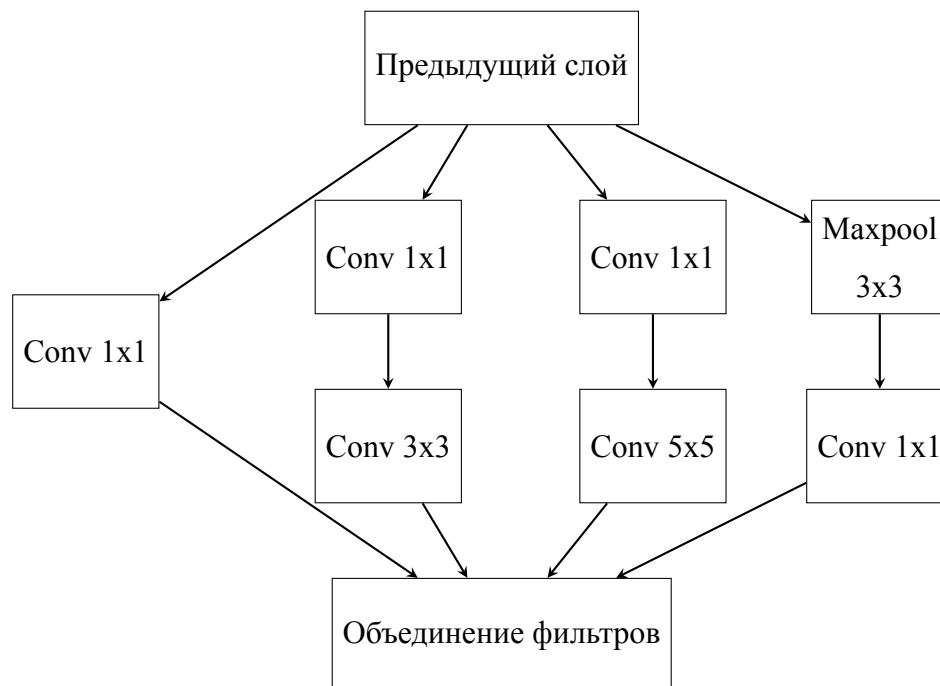 Предыдущий слой
Conv 1x1
Conv 1x1
Maxpool
3x3
Conv 1x1
Conv 3x3
Conv 5x5
Conv 1x1
Объединение фильтров